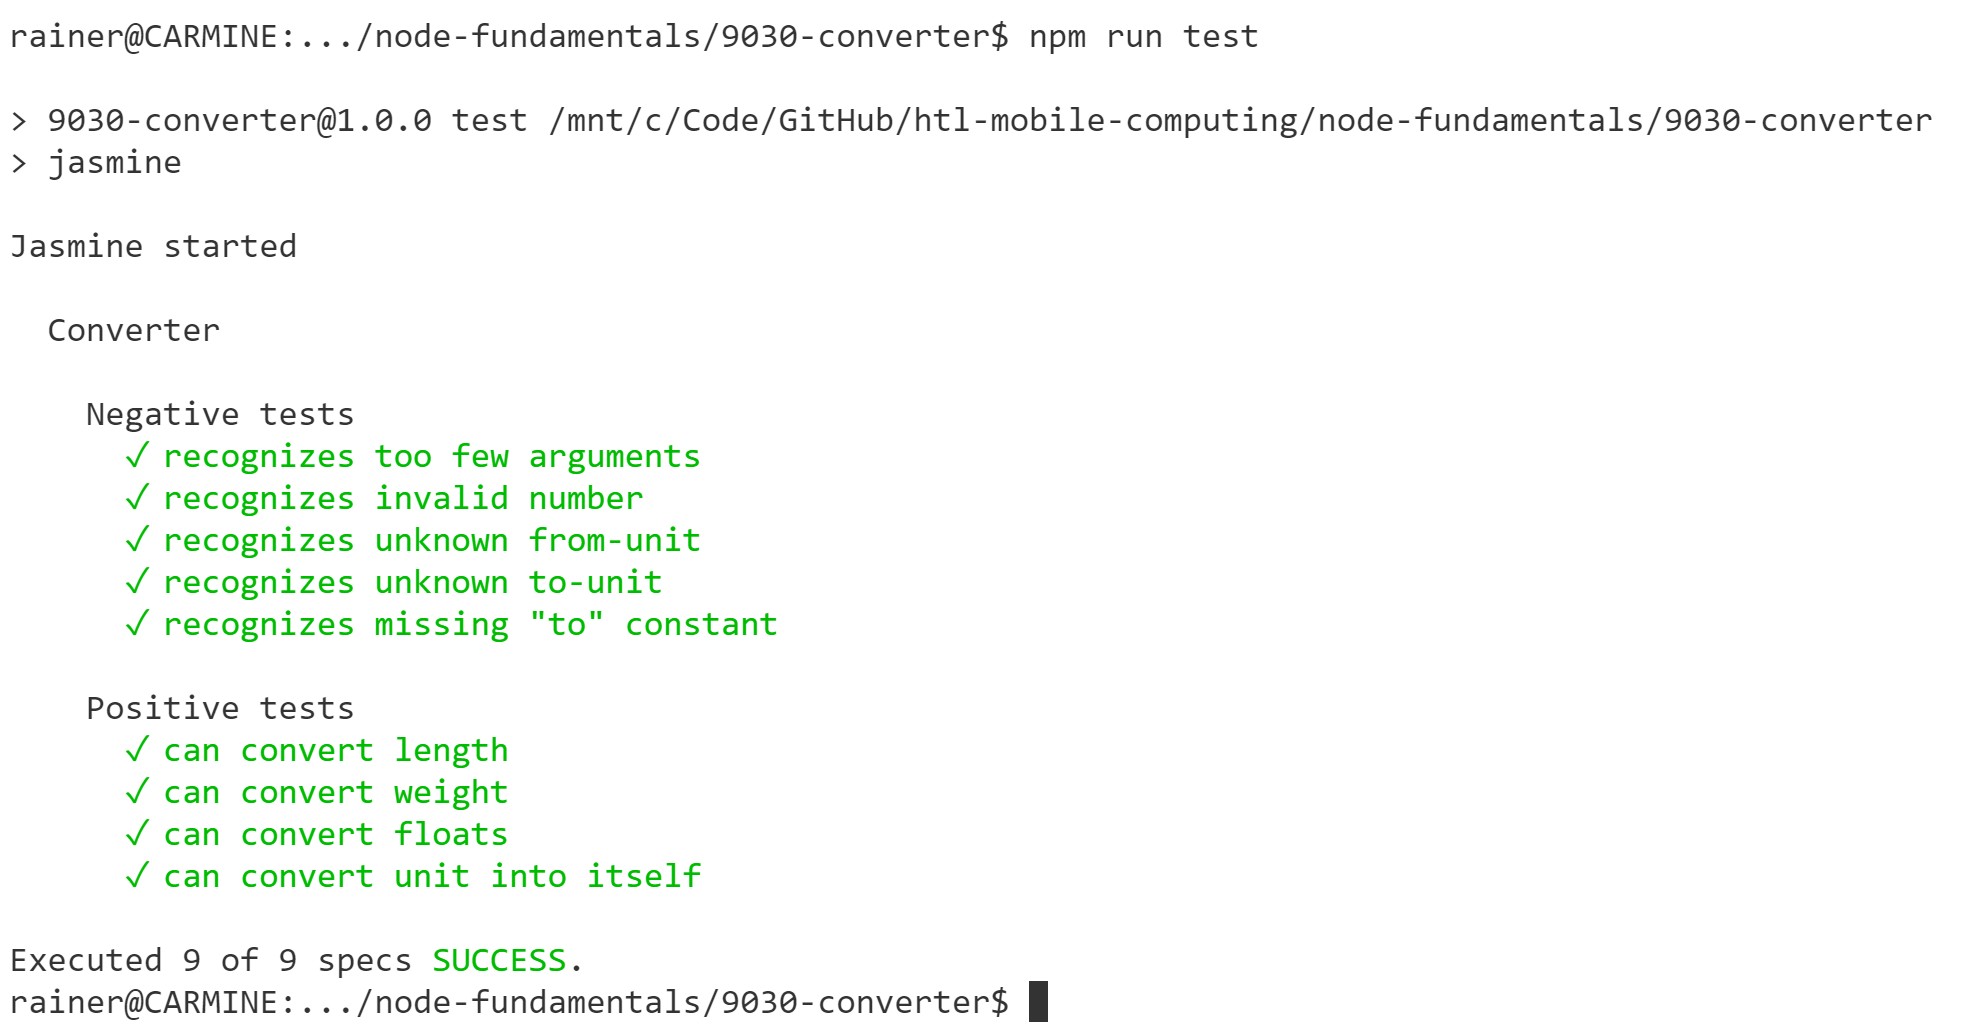 rainer@CARMINE:.../node-fundamentals/9030-converter$ npm run test
> 9030-converter@1.0.0 test /mnt/c/Code/GitHub/htl-mobile-computing/node-fundamentals/9030-converter
> jasmine
Jasmine started
Converter
Negative tests
✓ recognizes too few arguments
✓ recognizes invalid number
✓ recognizes unknown from-unit
✓ recognizes unknown to-unit
✓ recognizes missing "to" constant
Positive tests
✓ can convert length
✓ can convert weight
✓ can convert floats
✓ can convert unit into itself
Executed 9 of 9 specs SUCCESS.
rainer@CARMINE:.../node-fundamentals/9030-converter$